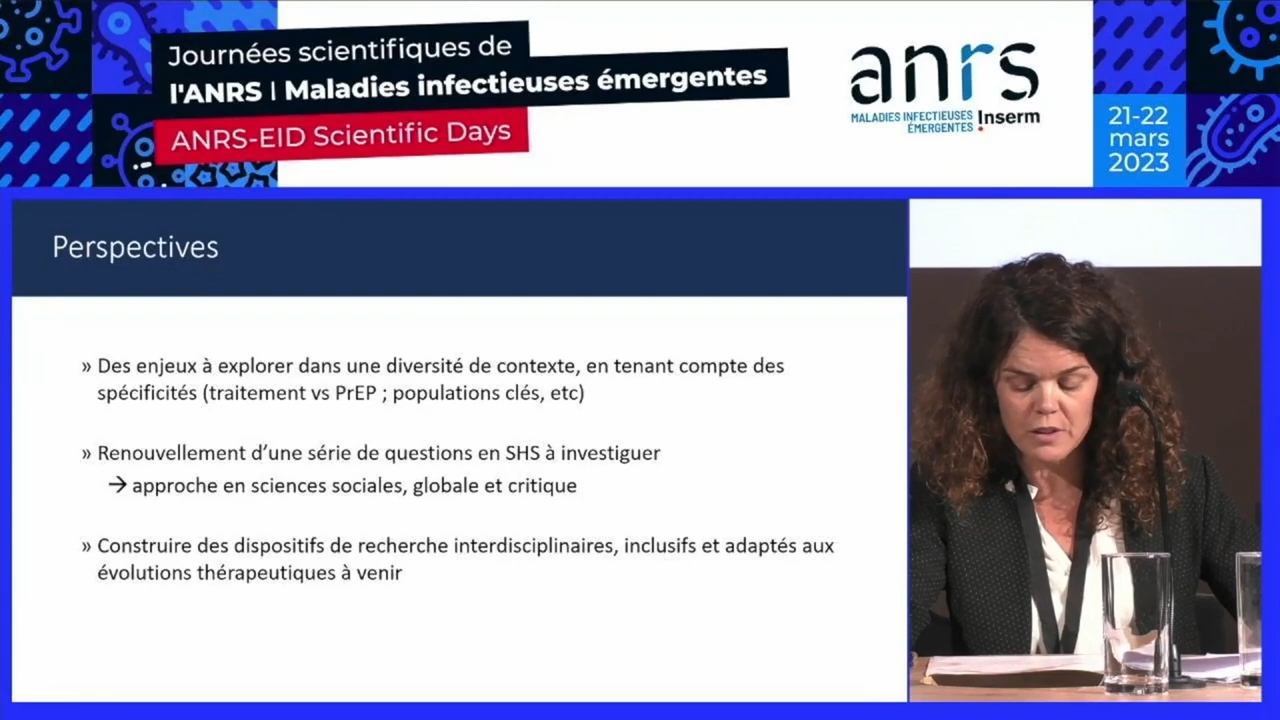 Journées scientifiques de
l'ANRS | Maladies infectieuses émergentes
ANRS-EID Scientific Days
anrs
MALADIES INFECTIEUSES
ÉMERGENTES Inserm
21-22
mars
2023
Perspectives
» Des enjeux à explorer dans une diversité de contexte, en tenant compte des
spécificités (traitement vs PrEP ; populations clés, etc)
» Renouvellement d'une série de questions en SHS à investiguer
→ approche en sciences sociales, globale et critique
» Construire des dispositifs de recherche interdisciplinaires, inclusifs et adaptés aux
évolutions thérapeutiques à venir